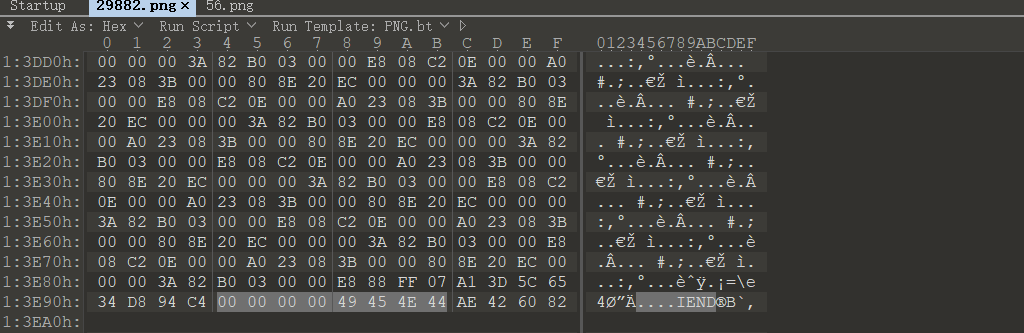 Startup 29882.png × 56.png
Edit As: Hex Run Script Run Template: PNG.bt
0 1 2 3 4 5 6 7 8 9 A B C D E F 0123456789ABCDEF
1:3DD0h: 00 00 00 3A 82 B0 03 00 00 E8 08 C2 0E 00 00 A0 ...:‚°...è.Â...
1:3DE0h: 23 08 3B 00 00 80 8E 20 EC 00 00 00 3A 82 B0 03 #.;..€Ž ì...:‚°.
1:3DF0h: 00 00 E8 08 C2 0E 00 00 A0 23 08 3B 00 00 80 8E ..è.Â... #.;..€Ž
1:3E00h: 20 EC 00 00 00 3A 82 B0 03 00 00 E8 08 C2 0E 00 ì...:‚°...è.Â..
1:3E10h: 00 A0 23 08 3B 00 00 80 8E 20 EC 00 00 00 3A 82 . #.;..€Ž ì...:‚
1:3E20h: B0 03 00 00 E8 08 C2 0E 00 00 A0 23 08 3B 00 00 °...è.Â... #.;..
1:3E30h: 80 8E 20 EC 00 00 00 3A 82 B0 03 00 00 E8 08 C2 €Ž ì...:‚°...è.Â
1:3E40h: 0E 00 00 A0 23 08 3B 00 00 80 8E 20 EC 00 00 00 ... #.;..€Ž ì...
1:3E50h: 3A 82 B0 03 00 00 E8 08 C2 0E 00 00 A0 23 08 3B :‚°...è.Â... #.;
1:3E60h: 00 00 80 8E 20 EC 00 00 00 3A 82 B0 03 00 00 E8 ..€Ž ì...:‚°...è
1:3E70h: 08 C2 0E 00 00 A0 23 08 3B 00 00 80 8E 20 EC 00 .Â... #.;..€Ž ì.
1:3E80h: 00 00 3A 82 B0 03 00 00 E8 88 FF 07 A1 3D 5C 65 ..:‚°...èˆÿ.¡=\e
1:3E90h: 34 D8 94 C4 00 00 00 00 49 45 4E 44 AE 42 60 82 4Ø”Ä....IEND®B`‚
1:3EA0h: